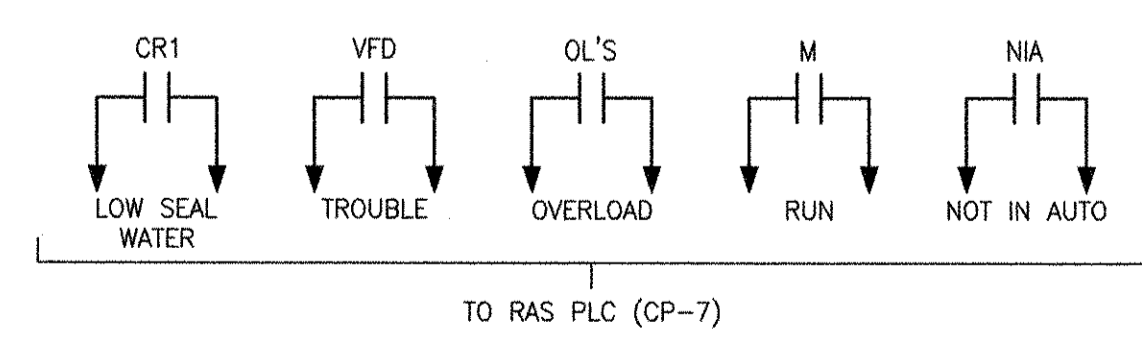 CR1 VFD OL'S M NIA
LOW SEAL WATER TROUBLE OVERLOAD RUN NOT IN AUTO
TO RAS PLC (CP-7)